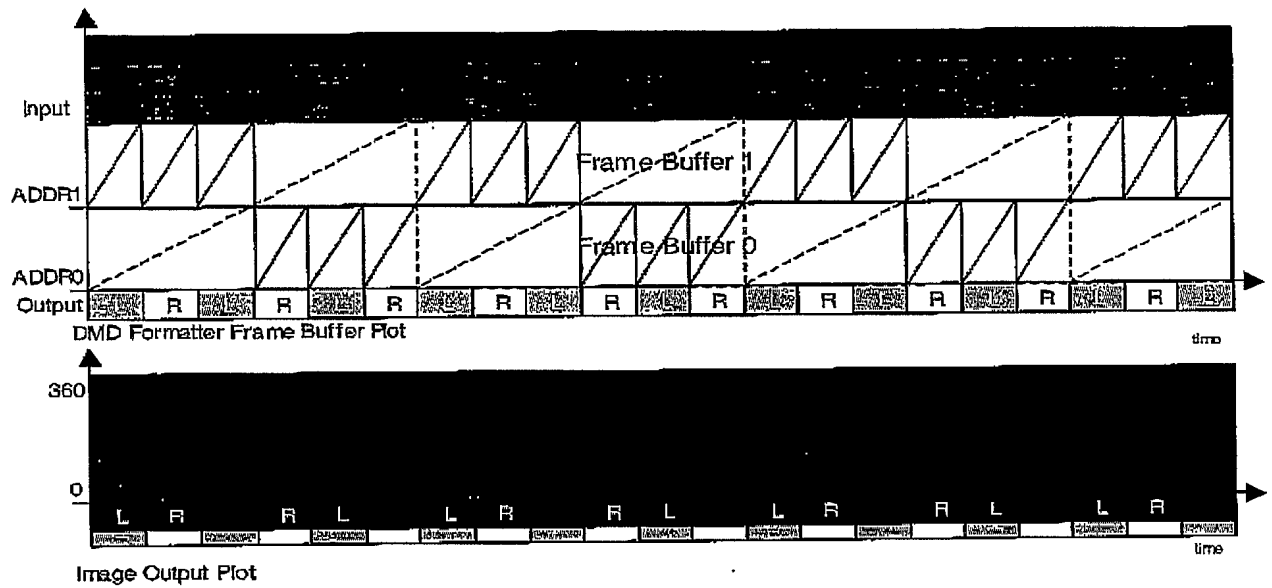 Input
Frame Buffer 1
ADDR1
Frame Buffer 0
ADDR0
Output R R R R R R R R R R
DMD Formatter Frame Buffer Plot
time
360
0
L R R L L R R L L R R L L R
time
Image Output Plot